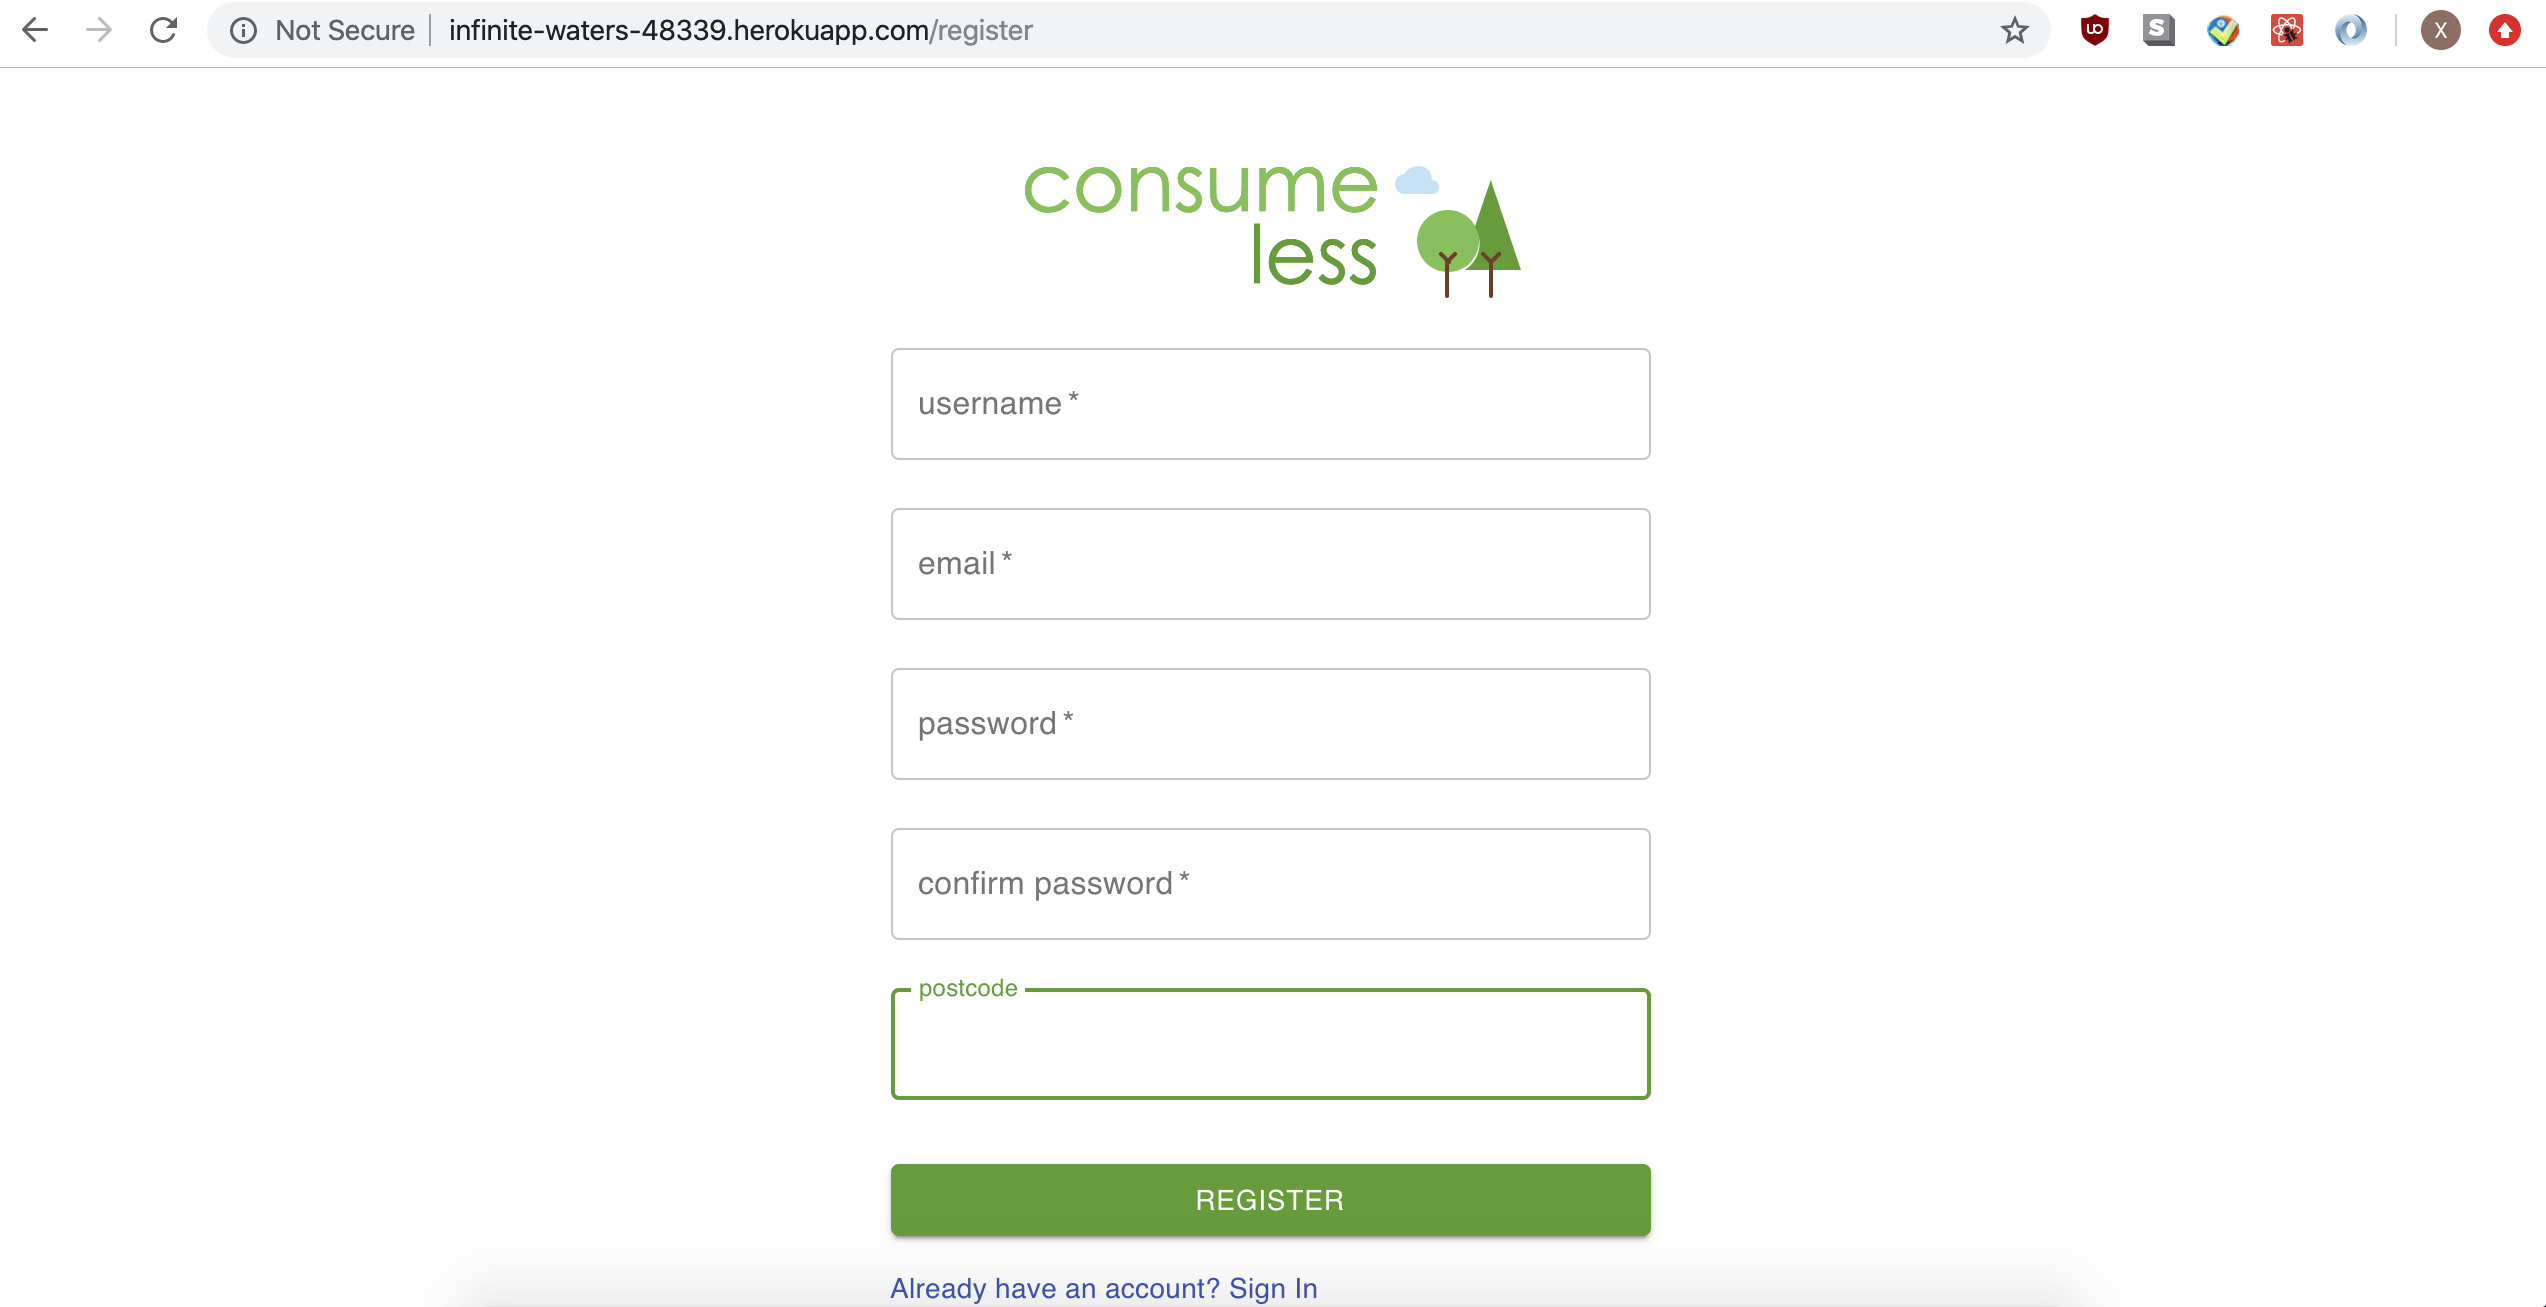 Not Secure infinite-waters-48339.herokuapp.com/register
X
consume
less
username *
email *
password *
confirm password *
postcode
REGISTER
Already have an account? Sign In